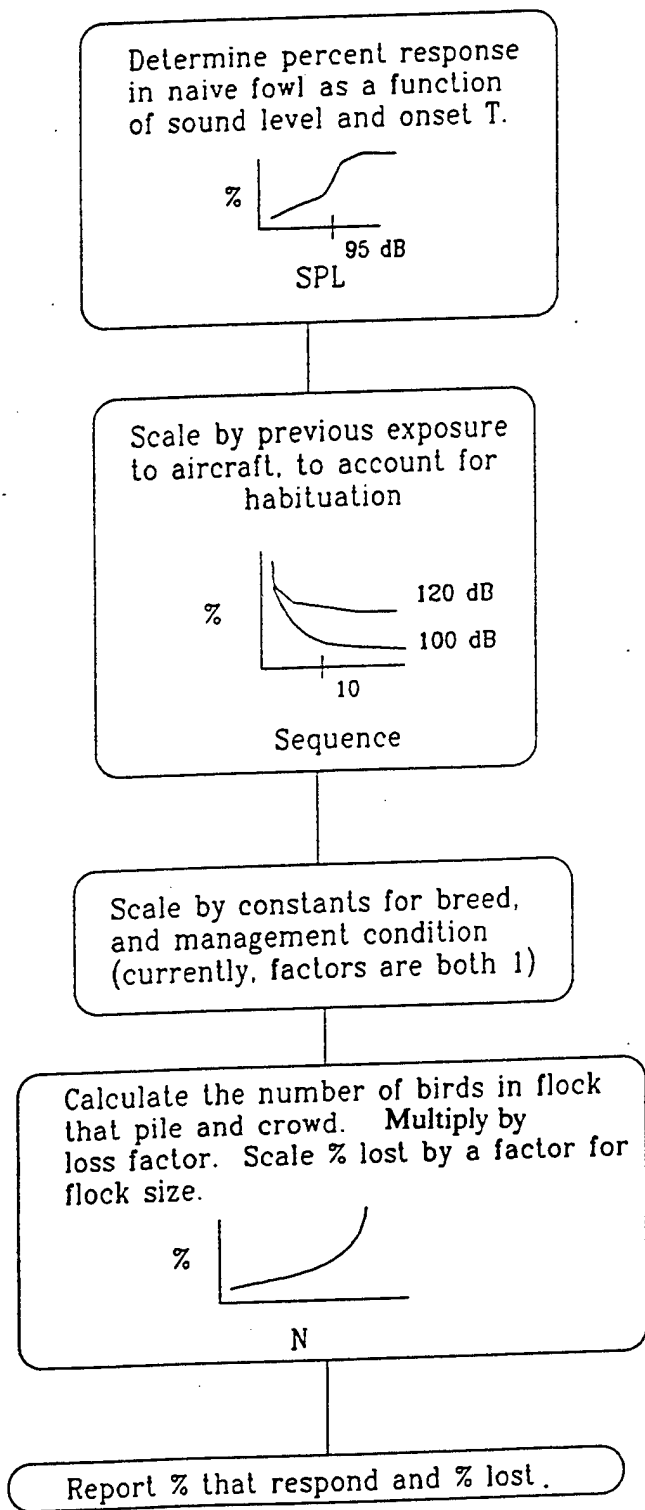 Determine percent response
in naive fowl as a function
of sound level and onset T.
%
95 dB
SPL
Scale by previous exposure
to aircraft, to account for
habituation
120 dB
%
100 dB
10
Sequence
Scale by constants for breed,
and management condition
(currently, factors are both 1)
Calculate the number of birds in flock
that pile and crowd. Multiply by
loss factor. Scale % lost by a factor for
flock size.
%
N
Report % that respond and % lost.